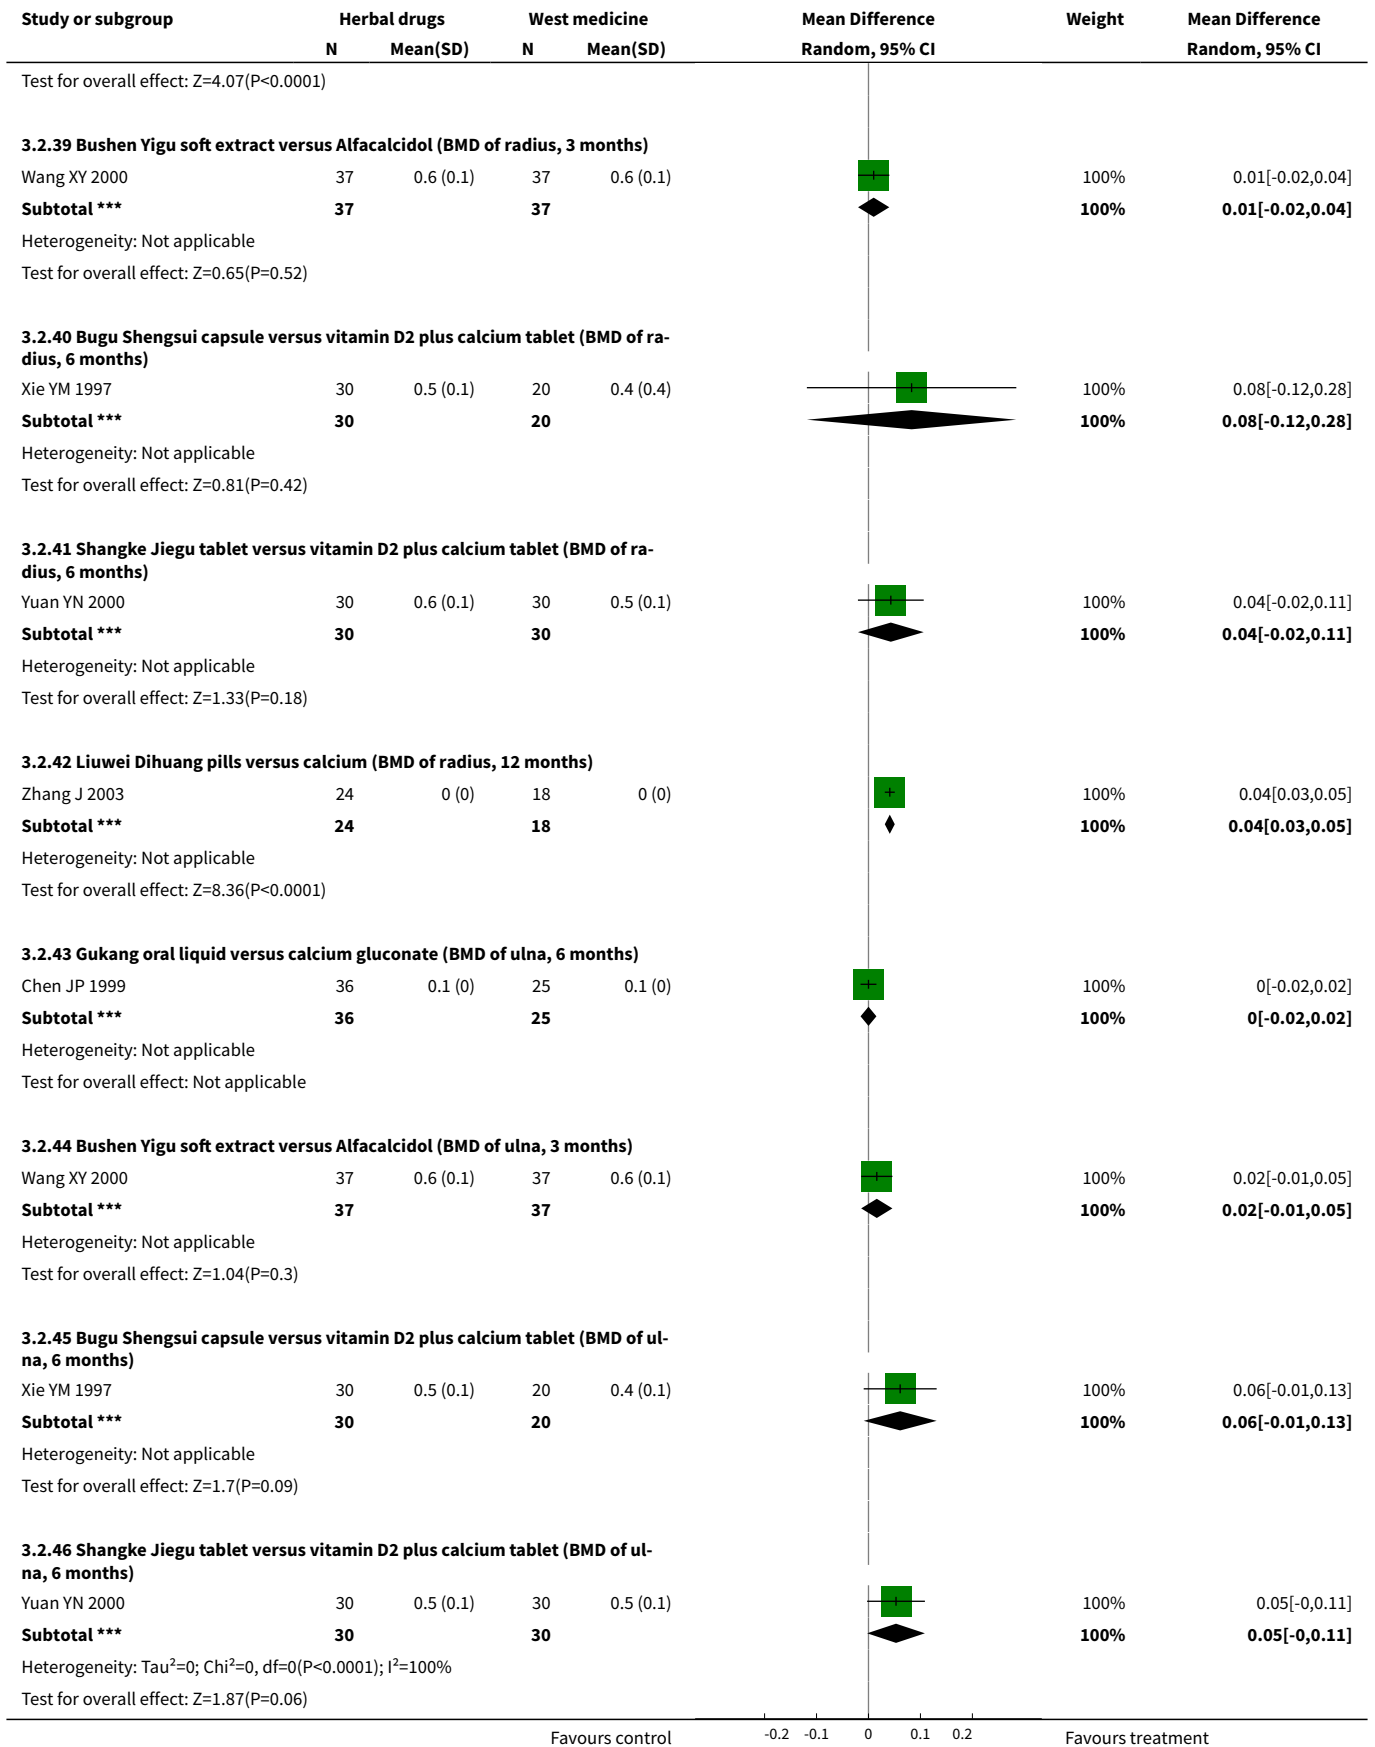 Study or subgroup Herbal drugs West medicine Mean Difference Weight Mean Difference
N Mean(SD) N Mean(SD) Random, 95% CI Random, 95% CI
Test for overall effect: Z=4.07(P<0.0001)
3.2.39 Bushen Yigu soft extract versus Alfacalcidol (BMD of radius, 3 months)
Wang XY 2000 37 0.6 (0.1) 37 0.6 (0.1) 100% 0.01[-0.02,0.04]
Subtotal *** 37 37 100% 0.01[-0.02,0.04]
Heterogeneity: Not applicable
Test for overall effect: Z=0.65(P=0.52)
3.2.40 Bugu Shengsui capsule versus vitamin D2 plus calcium tablet (BMD of ra-
dius, 6 months)
Xie YM 1997 30 0.5 (0.1) 20 0.4 (0.4) 100% 0.08[-0.12,0.28]
Subtotal *** 30 20 100% 0.08[-0.12,0.28]
Heterogeneity: Not applicable
Test for overall effect: Z=0.81(P=0.42)
3.2.41 Shangke Jiegu tablet versus vitamin D2 plus calcium tablet (BMD of ra-
dius, 6 months)
Yuan YN 2000 30 0.6 (0.1) 30 0.5 (0.1) 100% 0.04[-0.02,0.11]
Subtotal *** 30 30 100% 0.04[-0.02,0.11]
Heterogeneity: Not applicable
Test for overall effect: Z=1.33(P=0.18)
3.2.42 Liuwei Dihuang pills versus calcium (BMD of radius, 12 months)
Zhang J 2003 24 0 (0) 18 0 (0) 100% 0.04[0.03,0.05]
Subtotal *** 24 18 100% 0.04[0.03,0.05]
Heterogeneity: Not applicable
Test for overall effect: Z=8.36(P<0.0001)
3.2.43 Gukang oral liquid versus calcium gluconate (BMD of ulna, 6 months)
Chen JP 1999 36 0.1 (0) 25 0.1 (0) 100% 0[-0.02,0.02]
Subtotal *** 36 25 100% 0[-0.02,0.02]
Heterogeneity: Not applicable
Test for overall effect: Not applicable
3.2.44 Bushen Yigu soft extract versus Alfacalcidol (BMD of ulna, 3 months)
Wang XY 2000 37 0.6 (0.1) 37 0.6 (0.1) 100% 0.02[-0.01,0.05]
Subtotal *** 37 37 100% 0.02[-0.01,0.05]
Heterogeneity: Not applicable
Test for overall effect: Z=1.04(P=0.3)
3.2.45 Bugu Shengsui capsule versus vitamin D2 plus calcium tablet (BMD of ul-
na, 6 months)
Xie YM 1997 30 0.5 (0.1) 20 0.4 (0.1) 100% 0.06[-0.01,0.13]
Subtotal *** 30 20 100% 0.06[-0.01,0.13]
Heterogeneity: Not applicable
Test for overall effect: Z=1.7(P=0.09)
3.2.46 Shangke Jiegu tablet versus vitamin D2 plus calcium tablet (BMD of ul-
na, 6 months)
Yuan YN 2000 30 0.5 (0.1) 30 0.5 (0.1) 100% 0.05[-0,0.11]
Subtotal *** 30 30 100% 0.05[-0,0.11]
Heterogeneity: Tau²=0; Chi²=0, df=0(P<0.0001); I²=100%
Test for overall effect: Z=1.87(P=0.06)
Favours control -0.2 -0.1 0 0.1 0.2 Favours treatment